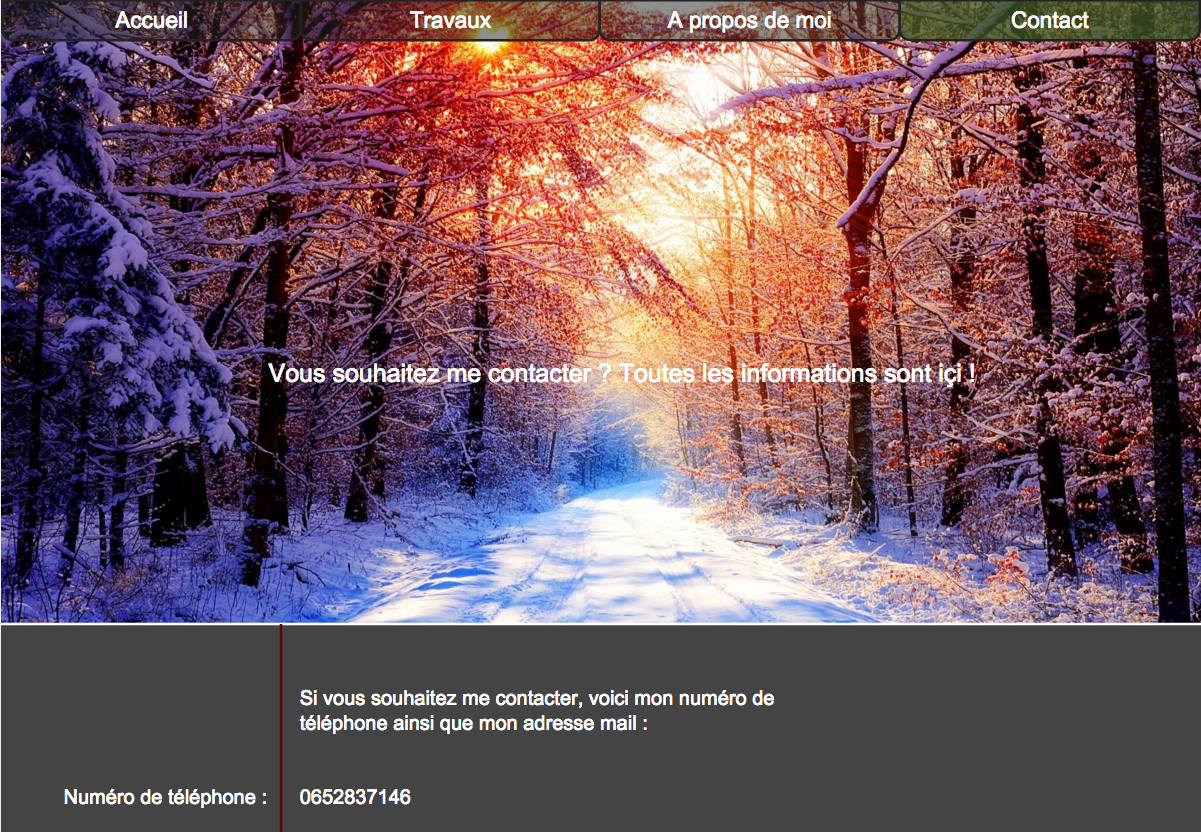 Accueil
Travaux
A propos de moi
Contact
Vous souhaitez me contacter ? Toutes les informations sont içi !
Si vous souhaitez me contacter, voici mon numéro de
téléphone ainsi que mon adresse mail :
Numéro de téléphone :
0652837146